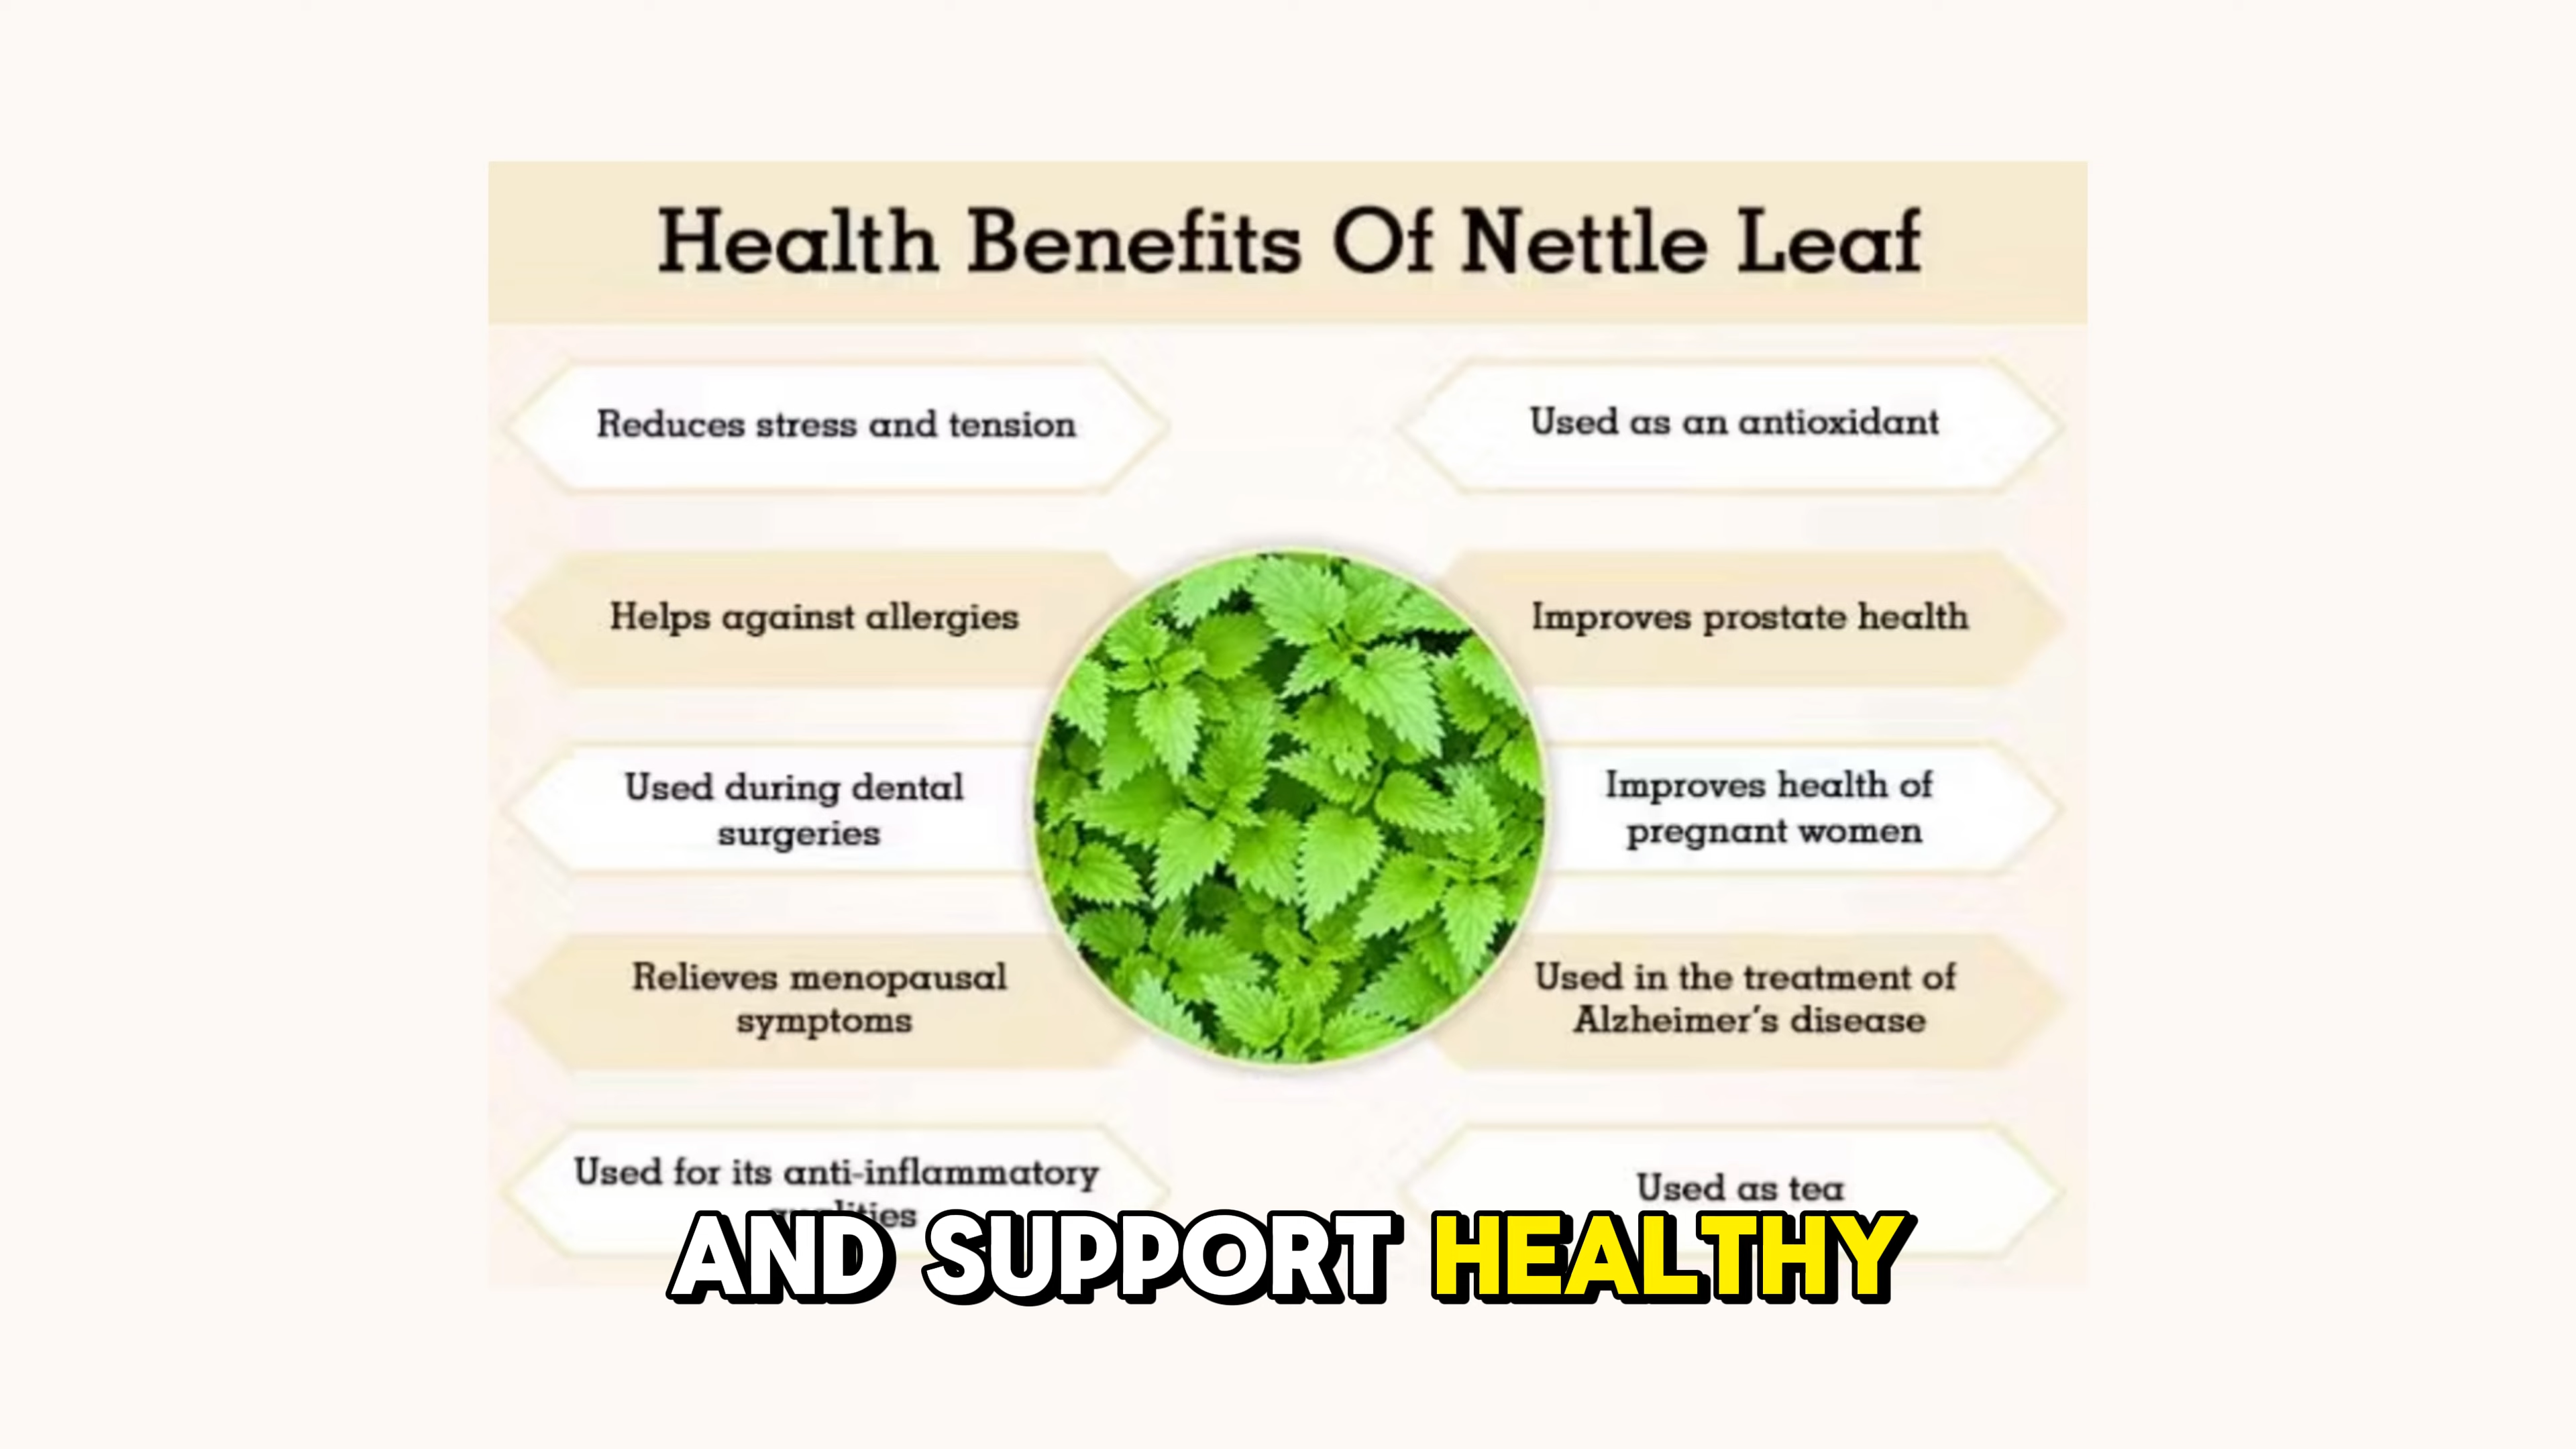 Health Benefits Of Nettle Leaf
Reduces stress and tension
Used as an antioxidant
Helps against allergies
Improves prostate health
Used during dental
surgeries
Improves health of
pregnant women
Relieves menopausal
symptoms
Used in the treatment of
Alzheimer's disease
Used for its anti-inflammatory
Used as tea
AND SUPPORT HEALTHY